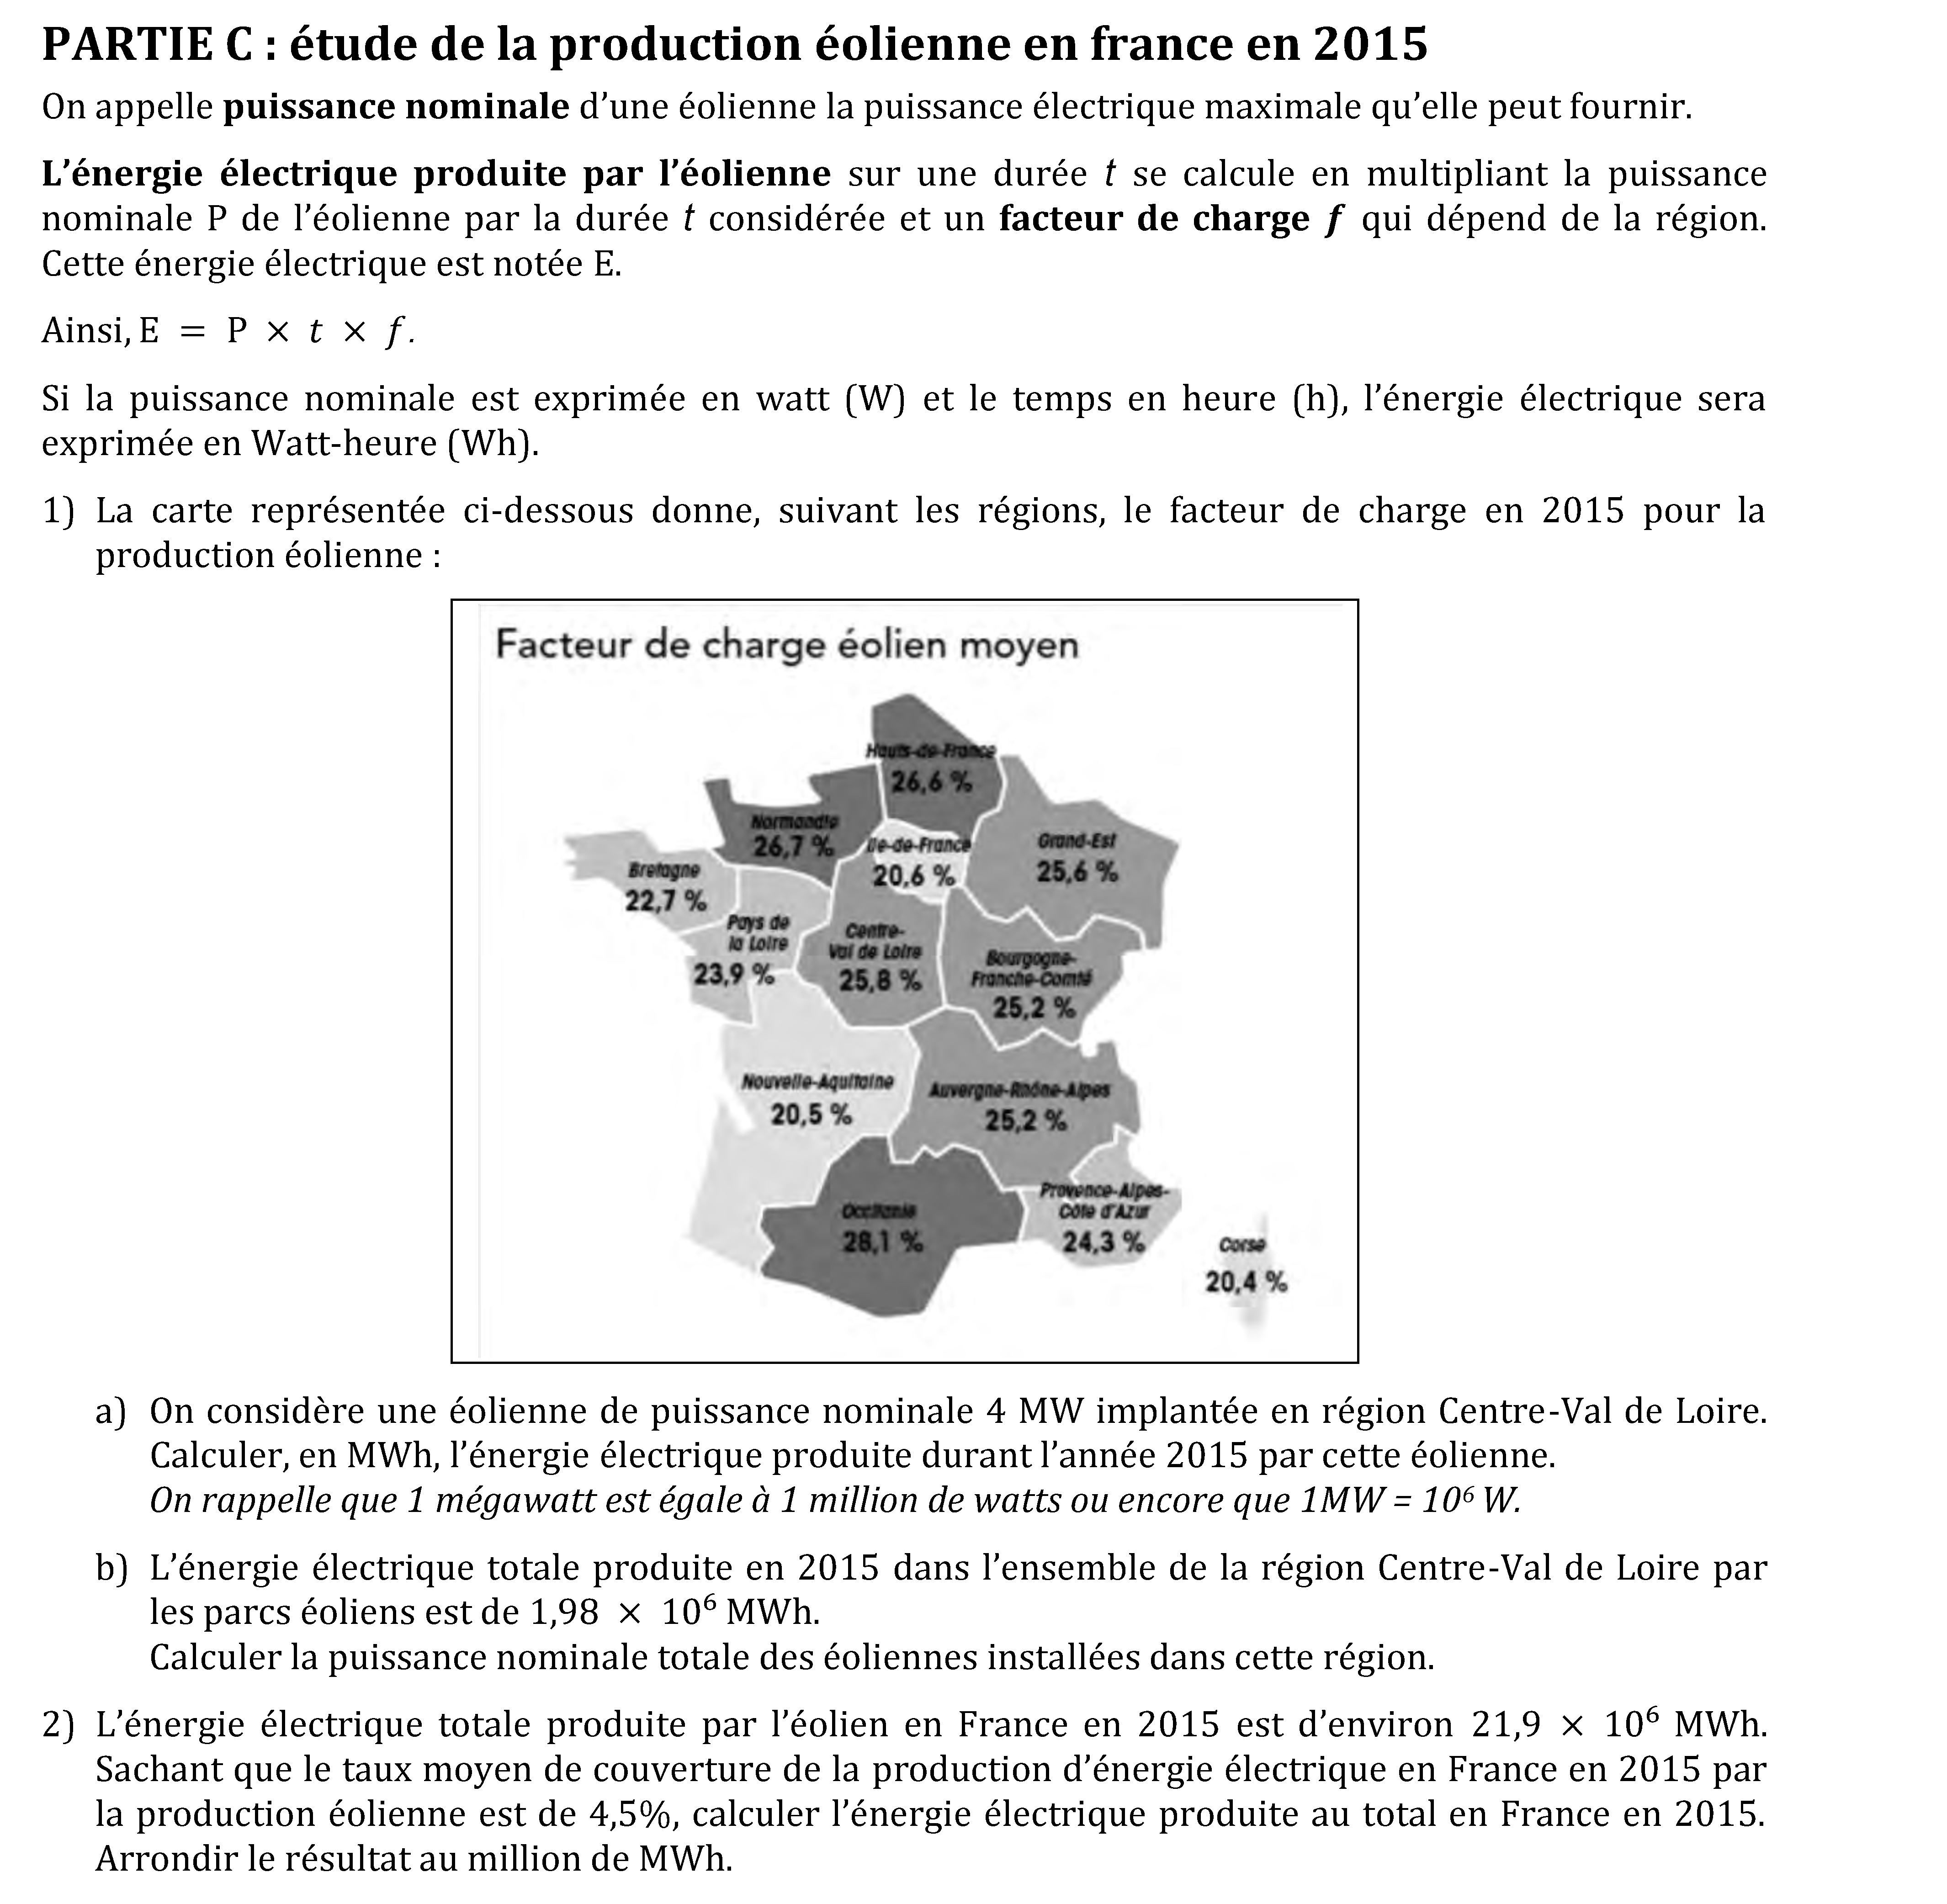 PARTIE C : étude de la production éolienne en france en 2015
On appelle puissance nominale d’une éolienne la puissance électrique maximale qu’elle peut fournir.
L’énergie électrique produite par l’éolienne sur une durée t se calcule en multipliant la puissance
nominale P de l’éolienne par la durée t considérée et un facteur de charge f qui dépend de la région.
Cette énergie électrique est notée E.
Ainsi, E = P × t × f.
Si la puissance nominale est exprimée en watt (W) et le temps en heure (h), l’énergie électrique sera
exprimée en Watt-heure (Wh).
1) La carte représentée ci-dessous donne, suivant les régions, le facteur de charge en 2015 pour la
production éolienne :
Facteur de charge éolien moyen
Hauts-de-France
26,6 %
Normandie
26,7 %
Ile-de-France
20,6 %
Grand-Est
25,6 %
Bretagne
22,7 %
Pays de
la Loire
23,9 %
Centre-
Val de Loire
25,8 %
Bourgogne-
Franche-Comté
25,2 %
Nouvelle-Aquitaine
20,5 %
Auvergne-Rhône-Alpes
25,2 %
Occitanie
28,1 %
Provence-Alpes-
Côte d'Azur
24,3 %
Corse
20,4 %
a) On considère une éolienne de puissance nominale 4 MW implantée en région Centre-Val de Loire.
Calculer, en MWh, l’énergie électrique produite durant l’année 2015 par cette éolienne.
On rappelle que 1 mégawatt est égale à 1 million de watts ou encore que 1MW = 10⁶ W.
b) L’énergie électrique totale produite en 2015 dans l’ensemble de la région Centre-Val de Loire par
les parcs éoliens est de 1,98 × 10⁶ MWh.
Calculer la puissance nominale totale des éoliennes installées dans cette région.
2) L’énergie électrique totale produite par l’éolien en France en 2015 est d’environ 21,9 × 10⁶ MWh.
Sachant que le taux moyen de couverture de la production d’énergie électrique en France en 2015 par
la production éolienne est de 4,5%, calculer l’énergie électrique produite au total en France en 2015.
Arrondir le résultat au million de MWh.